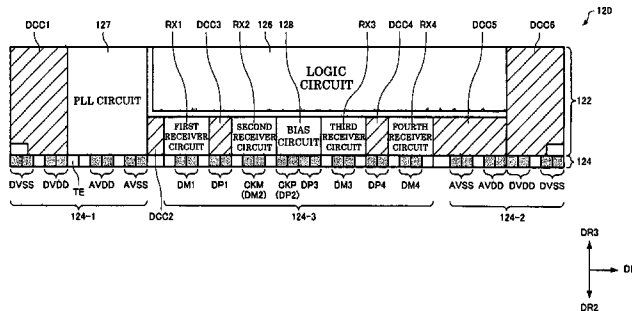 120
DCC1 127 RX1 DCC3 RX2 126 128 RX3 DCC4 RX4 DCC5 DCC6
LOGIC
CIRCUIT
PLL CIRCUIT
122
FIRST
RECEIVER
CIRCUIT
SECOND
RECEIVER
CIRCUIT
BIAS
CIRCUIT
THIRD
RECEIVER
CIRCUIT
FOURTH
RECEIVER
CIRCUIT
124
DVSS DVDD TE AVDD AVSS DCC2 DM1 DP1 CKM CKP DP3 DM3 DP4 DM4 AVSS AVDD DVDD DVSS
(DM2) (DP2)
124-1 124-3 124-2
DR3
DR2